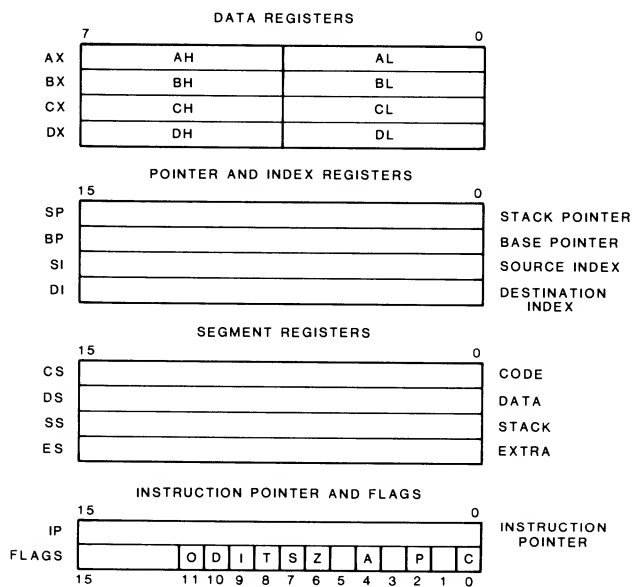 DATA REGISTERS
7 0
AX AH AL
BX BH BL
CX CH CL
DX DH DL
POINTER AND INDEX REGISTERS
15 0
SP STACK POINTER
BP BASE POINTER
SI SOURCE INDEX
DI DESTINATION
INDEX
SEGMENT REGISTERS
15 0
CS CODE
DS DATA
SS STACK
ES EXTRA
INSTRUCTION POINTER AND FLAGS
15 0
IP INSTRUCTION
POINTER
FLAGS O D I T S Z A P C
15 11 10 9 8 7 6 5 4 3 2 1 0